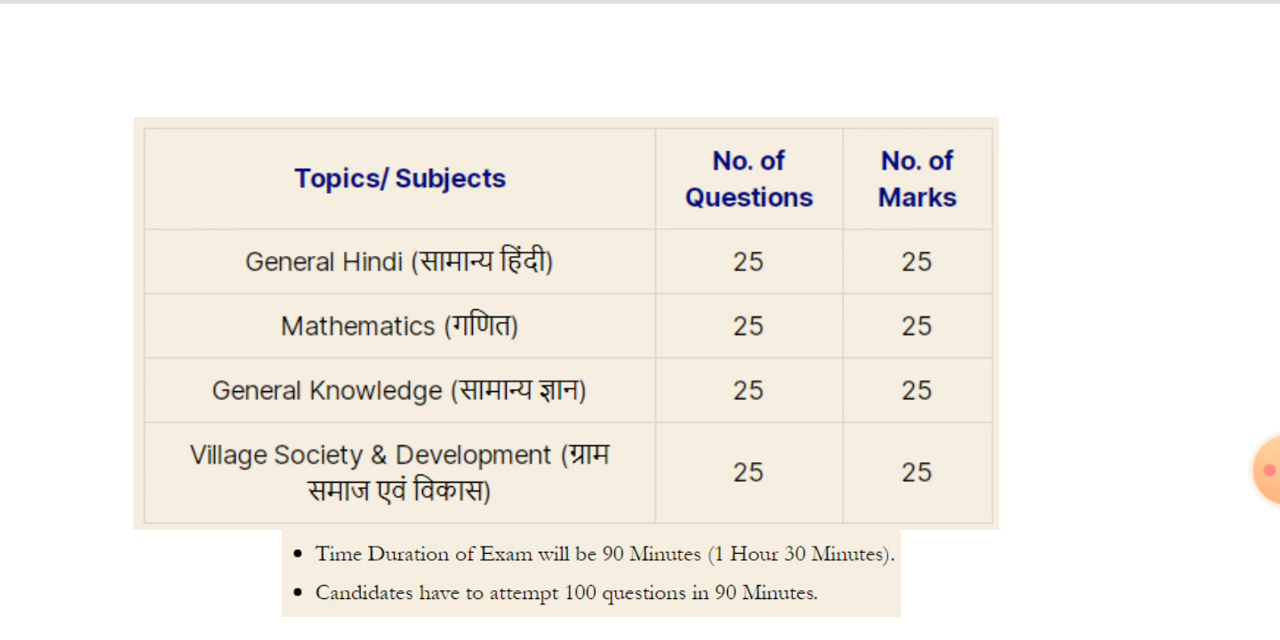 Topics/ Subjects
No. of
Questions
No. of
Marks
General Hindi (सामान्य हिंदी)
25
25
Mathematics (गणित)
25
25
General Knowledge (सामान्य ज्ञान)
25
25
Village Society & Development (ग्राम
समाज एवं विकास)
25
25
• Time Duration of Exam will be 90 Minutes (1 Hour 30 Minutes).
• Candidates have to attempt 100 questions in 90 Minutes.